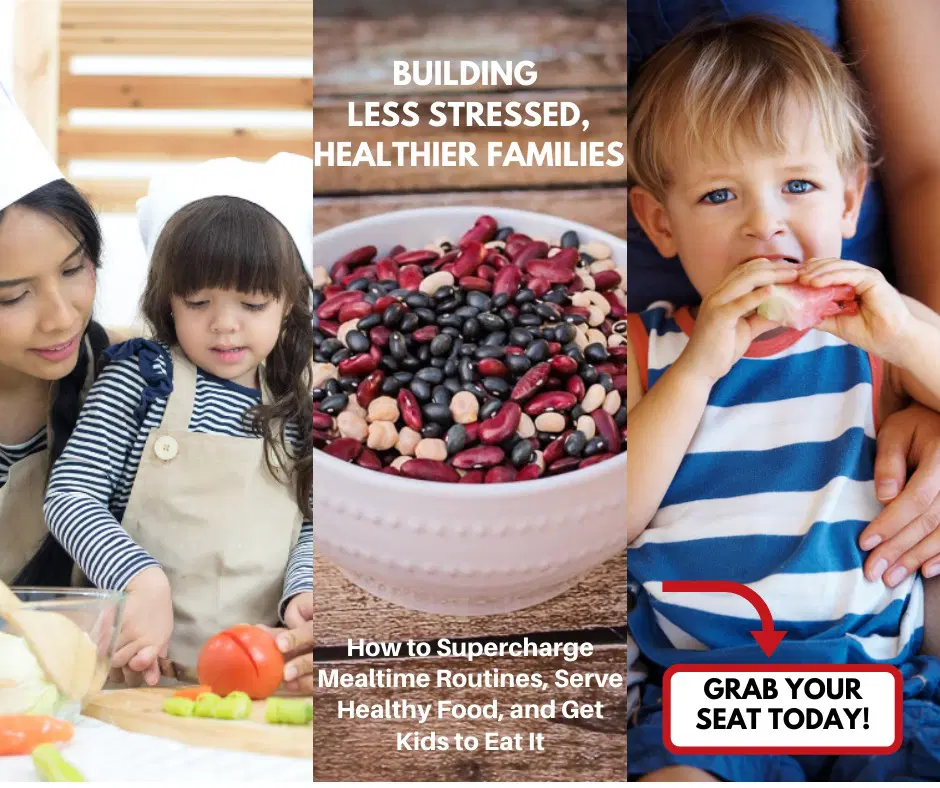 BUILDING
LESS STRESSED,
HEALTHIER FAMILIES
How to Supercharge
Mealtime Routines, Serve
Healthy Food, and Get
Kids to Eat It
GRAB YOUR
SEAT TODAY!